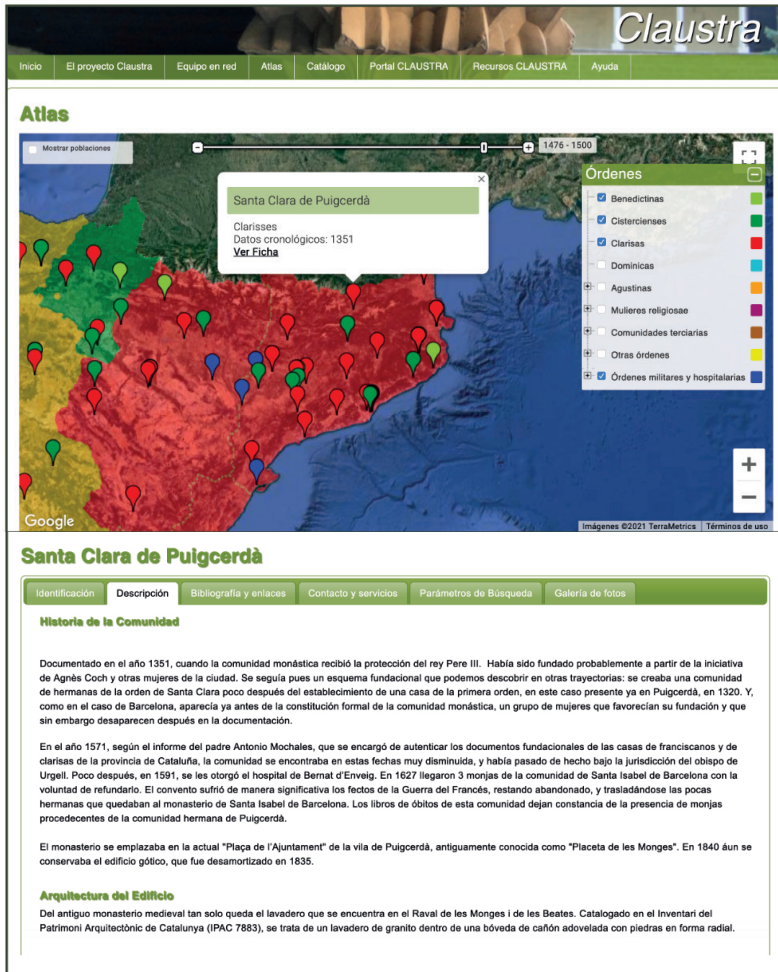 Claustra
Inicio El proyecto Claustra Equipo en red Atlas Catálogo Portal CLAUSTRA Recursos CLAUSTRA Ayuda
Atlas
Mostrar poblaciones
1476 - 1500
Santa Clara de Puigcerdà
Clarisses
Datos cronológicos: 1351
Ver Ficha
Órdenes
Benedictinas
Cistercienses
Clarisas
Dominicas
Agustinas
Mulieres religiosae
Comunidades terciarias
Otras órdenes
Órdenes militares y hospitalarias
Google
Imágenes ©2021 TerraMetrics Términos de uso
Santa Clara de Puigcerdà
Identificación Descripción Bibliografía y enlaces Contacto y servicios Parámetros de Búsqueda Galería de fotos
Historia de la Comunidad
Documentado en el año 1351, cuando la comunidad monástica recibió la protección del rey Pere III. Había sido fundado probablemente a partir de la iniciativa
de Agnès Coch y otras mujeres de la ciudad. Se seguía pues un esquema fundacional que podemos descobrir en otras trayectorias: se creaba una comunidad
de hermanas de la orden de Santa Clara poco después del establecimiento de una casa de la primera orden, en este caso presente ya en Puigcerdà, en 1320. Y,
como en el caso de Barcelona, aparecía ya antes de la constitución formal de la comunidad monástica, un grupo de mujeres que favorecían su fundación y que
sin embargo desaparecen después en la documentación.
En el año 1571, según el informe del padre Antonio Mochales, que se encargó de autenticar los documentos fundacionales de las casas de franciscanos y de
clarisas de la provincia de Cataluña, la comunidad se encontraba en estas fechas muy disminuida, y había pasado de hecho bajo la jurisdicción del obispo de
Urgell. Poco después, en 1591, se les otorgó el hospital de Bernat d'Enveig. En 1627 llegaron 3 monjas de la comunidad de Santa Isabel de Barcelona con la
voluntad de refundarlo. El convento sufrió de manera significativa los fectos de la Guerra del Francés, restando abandonado, y trasladándose las pocas
hermanas que quedaban al monasterio de Santa Isabel de Barcelona. Los libros de óbitos de esta comunidad dejan constancia de la presencia de monjas
procedecentes de la comunidad hermana de Puigcerdà.
El monasterio se emplazaba en la actual "Plaça de l'Ajuntament" de la vila de Puigcerdà, antiguamente conocida como "Placeta de les Monges". En 1840 áun se
conservaba el edificio gótico, que fue desamortizado en 1835.
Arquitectura del Edificio
Del antiguo monasterio medieval tan solo queda el lavadero que se encuentra en el Raval de les Monges i de les Beates. Catalogado en el Inventari del
Patrimoni Arquitectònic de Catalunya (IPAC 7883), se trata de un lavadero de granito dentro de una bóveda de cañón adovelada con piedras en forma radial.